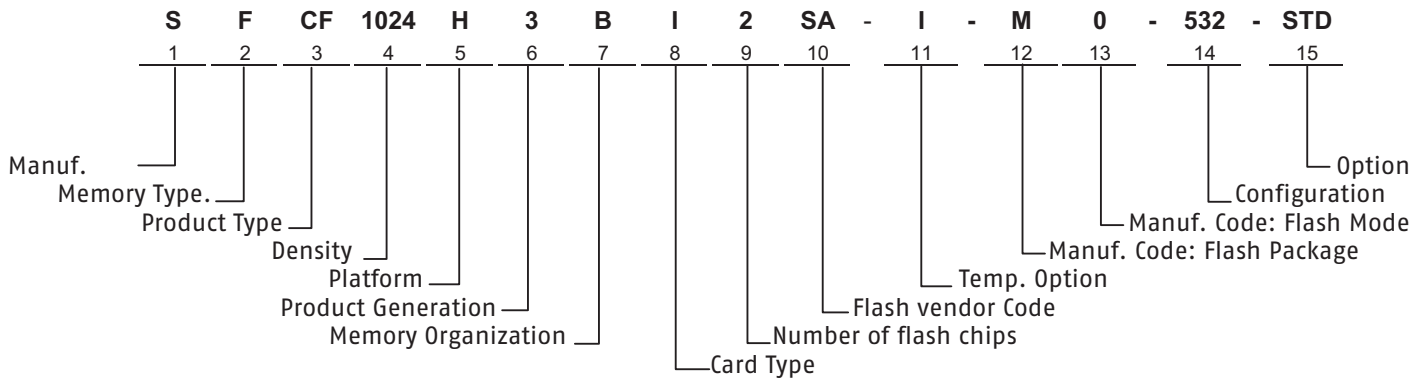 S F CF 1024 H 3 B I 2 SA - I - M 0 - 532 - STD
1 2 3 4 5 6 7 8 9 10 11 12 13 14 15
Manuf. Option
Memory Type. Configuration
Product Type Manuf. Code: Flash Mode
Density Manuf. Code: Flash Package
Platform Temp. Option
Product Generation Flash vendor Code
Memory Organization Number of flash chips
Card Type